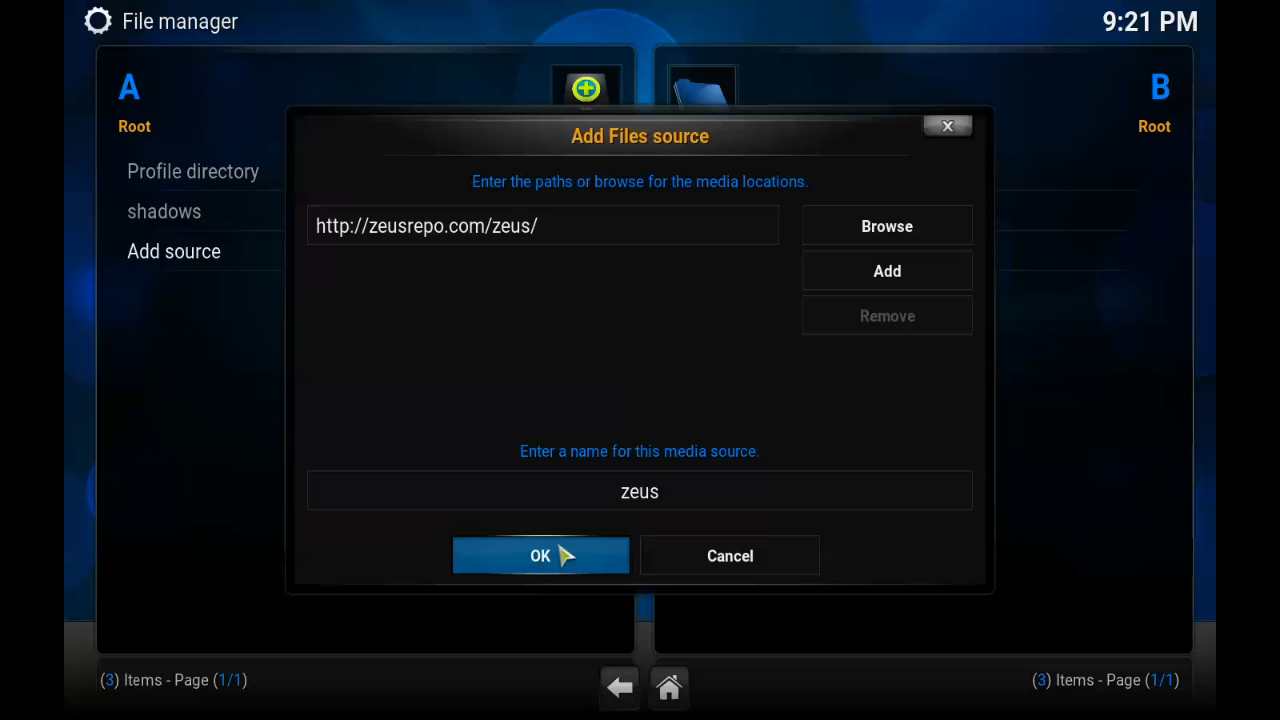 File manager
9:21 PM
A
B
Root
Root
Profile directory
shadows
Add source
Add Files source
X
Enter the paths or browse for the media locations.
http://zeusrepo.com/zeus/
Browse
Add
Remove
Enter a name for this media source.
zeus
OK
Cancel
(3) Items - Page (1/1)
(3) Items - Page (1/1)